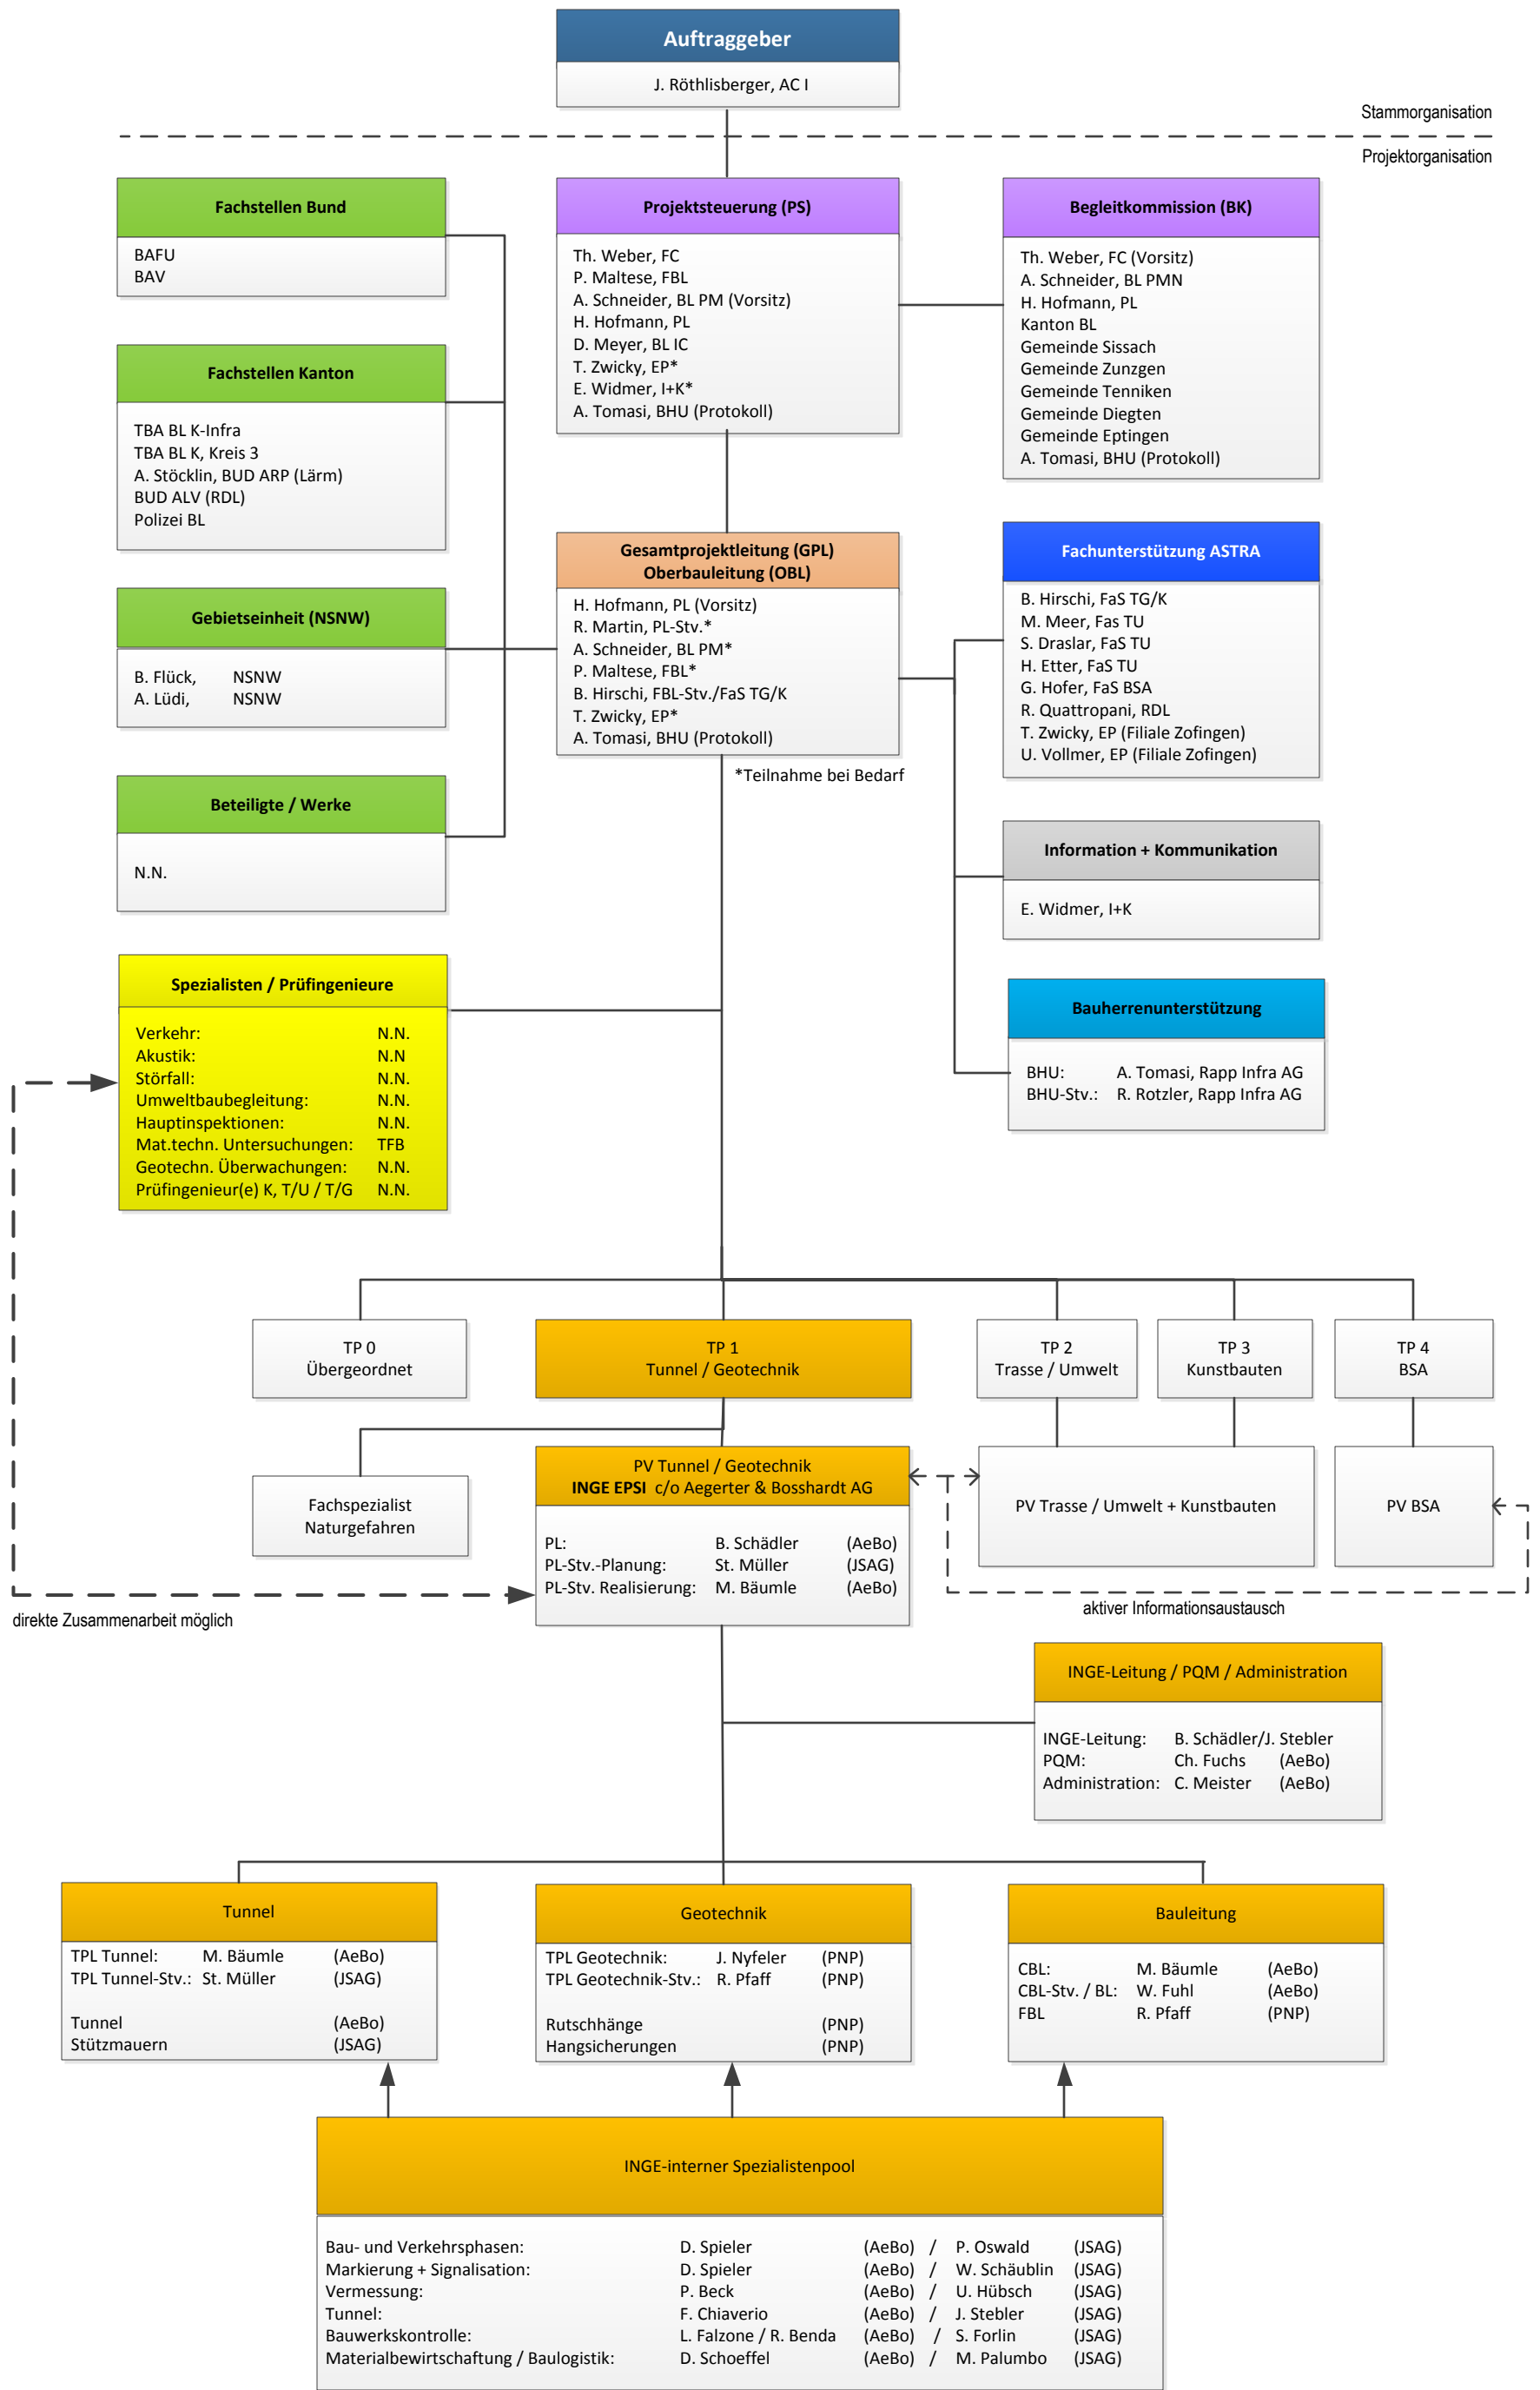 Auftraggeber
J. Röthlisberger, AC I
Stammorganisation
Projektorganisation
Fachstellen Bund
BAFU
BAV
Projektsteuerung (PS)
Th. Weber, FC
P. Maltese, FBL
A. Schneider, BL PM (Vorsitz)
H. Hofmann, PL
D. Meyer, BL IC
T. Zwicky, EP*
E. Widmer, I+K*
A. Tomasi, BHU (Protokoll)
Begleitkommission (BK)
Th. Weber, FC (Vorsitz)
A. Schneider, BL PMN
H. Hofmann, PL
Kanton BL
Gemeinde Sissach
Gemeinde Zunzgen
Gemeinde Tenniken
Gemeinde Diegten
Gemeinde Eptingen
A. Tomasi, BHU (Protokoll)
Fachstellen Kanton
TBA BL K-Infra
TBA BL K, Kreis 3
A. Stöcklin, BUD ARP (Lärm)
BUD ALV (RDL)
Polizei BL
Gesamtprojektleitung (GPL)
Oberbauleitung (OBL)
H. Hofmann, PL (Vorsitz)
R. Martin, PL-Stv.*
A. Schneider, BL PM*
P. Maltese, FBL*
B. Hirschi, FBL-Stv./FaS TG/K
T. Zwicky, EP*
A. Tomasi, BHU (Protokoll)
*Teilnahme bei Bedarf
Fachunterstützung ASTRA
B. Hirschi, FaS TG/K
M. Meer, Fas TU
S. Draslar, FaS TU
H. Etter, FaS TU
G. Hofer, FaS BSA
R. Quattropani, RDL
T. Zwicky, EP (Filiale Zofingen)
U. Vollmer, EP (Filiale Zofingen)
Gebietseinheit (NSNW)
B. Flück, NSNW
A. Lüdi, NSNW
Beteiligte / Werke
N.N.
Information + Kommunikation
E. Widmer, I+K
Spezialisten / Prüfingenieure
Verkehr: N.N.
Akustik: N.N
Störfall: N.N.
Umweltbaubegleitung: N.N.
Hauptinspektionen: N.N.
Mat.techn. Untersuchungen: TFB
Geotechn. Überwachungen: N.N.
Prüfingenieur(e) K, T/U / T/G N.N.
Bauherrenunterstützung
BHU: A. Tomasi, Rapp Infra AG
BHU-Stv.: R. Rotzler, Rapp Infra AG
TP 0
Übergeordnet
TP 1
Tunnel / Geotechnik
TP 2
Trasse / Umwelt
TP 3
Kunstbauten
TP 4
BSA
Fachspezialist
Naturgefahren
PV Tunnel / Geotechnik
INGE EPSI c/o Aegerter & Bosshardt AG
PL: B. Schädler (AeBo)
PL-Stv.-Planung: St. Müller (JSAG)
PL-Stv. Realisierung: M. Bäumle (AeBo)
PV Trasse / Umwelt + Kunstbauten
PV BSA
direkte Zusammenarbeit möglich
aktiver Informationsaustausch
INGE-Leitung / PQM / Administration
INGE-Leitung: B. Schädler/J. Stebler
PQM: Ch. Fuchs (AeBo)
Administration: C. Meister (AeBo)
Tunnel
TPL Tunnel: M. Bäumle (AeBo)
TPL Tunnel-Stv.: St. Müller (JSAG)
Tunnel (AeBo)
Stützmauern (JSAG)
Geotechnik
TPL Geotechnik: J. Nyfeler (PNP)
TPL Geotechnik-Stv.: R. Pfaff (PNP)
Rutschhänge (PNP)
Hangsicherungen (PNP)
Bauleitung
CBL: M. Bäumle (AeBo)
CBL-Stv. / BL: W. Fuhl (AeBo)
FBL R. Pfaff (PNP)
INGE-interner Spezialistenpool
Bau- und Verkehrsphasen: D. Spieler (AeBo) / P. Oswald (JSAG)
Markierung + Signalisation: D. Spieler (AeBo) / W. Schäublin (JSAG)
Vermessung: P. Beck (AeBo) / U. Hübsch (JSAG)
Tunnel: F. Chiaverio (AeBo) / J. Stebler (JSAG)
Bauwerkskontrolle: L. Falzone / R. Benda (AeBo) / S. Forlin (JSAG)
Materialbewirtschaftung / Baulogistik: D. Schoeffel (AeBo) / M. Palumbo (JSAG)